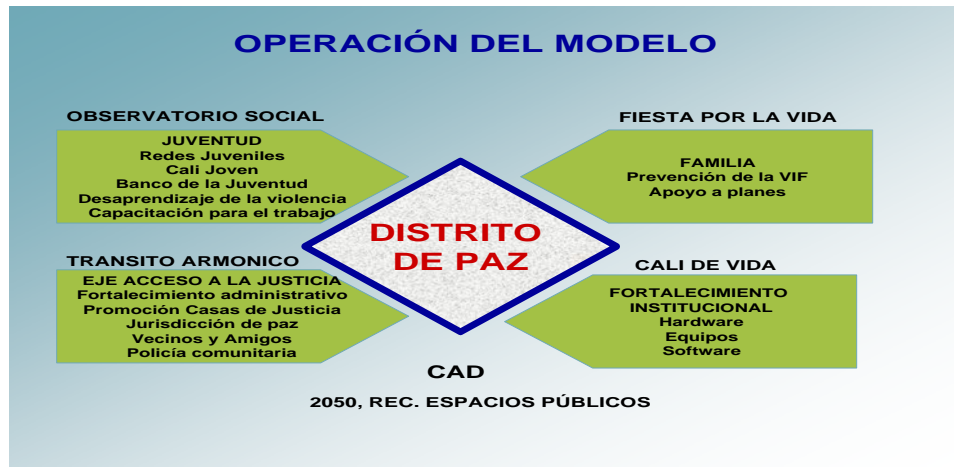 OPERACIÓN DEL MODELO
OBSERVATORIO SOCIAL
JUVENTUD
Redes Juveniles
Cali Joven
Banco de la Juventud
Desaprendizaje de la violencia
Capacitación para el trabajo
FIESTA POR LA VIDA
FAMILIA
Prevención de la VIF
Apoyo a planes
DISTRITO
DE PAZ
TRANSITO ARMONICO
EJE ACCESO A LA JUSTICIA
Fortalecimiento administrativo
Promoción Casas de Justicia
Jurisdicción de paz
Vecinos y Amigos
Policía comunitaria
CALI DE VIDA
FORTALECIMIENTO
INSTITUCIONAL
Hardware
Equipos
Software
CAD
2050, REC. ESPACIOS PÚBLICOS